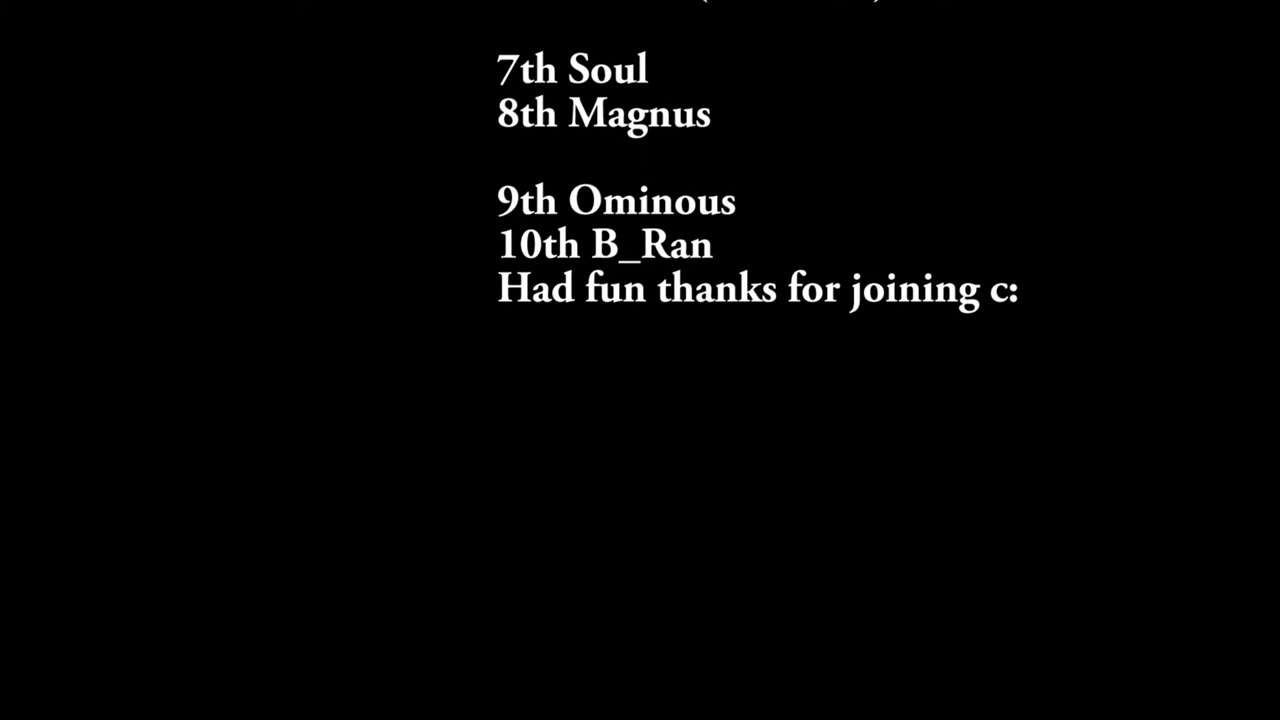 7th Soul
8th Magnus
9th Ominous
10th B_Ran
Had fun thanks for joining c: